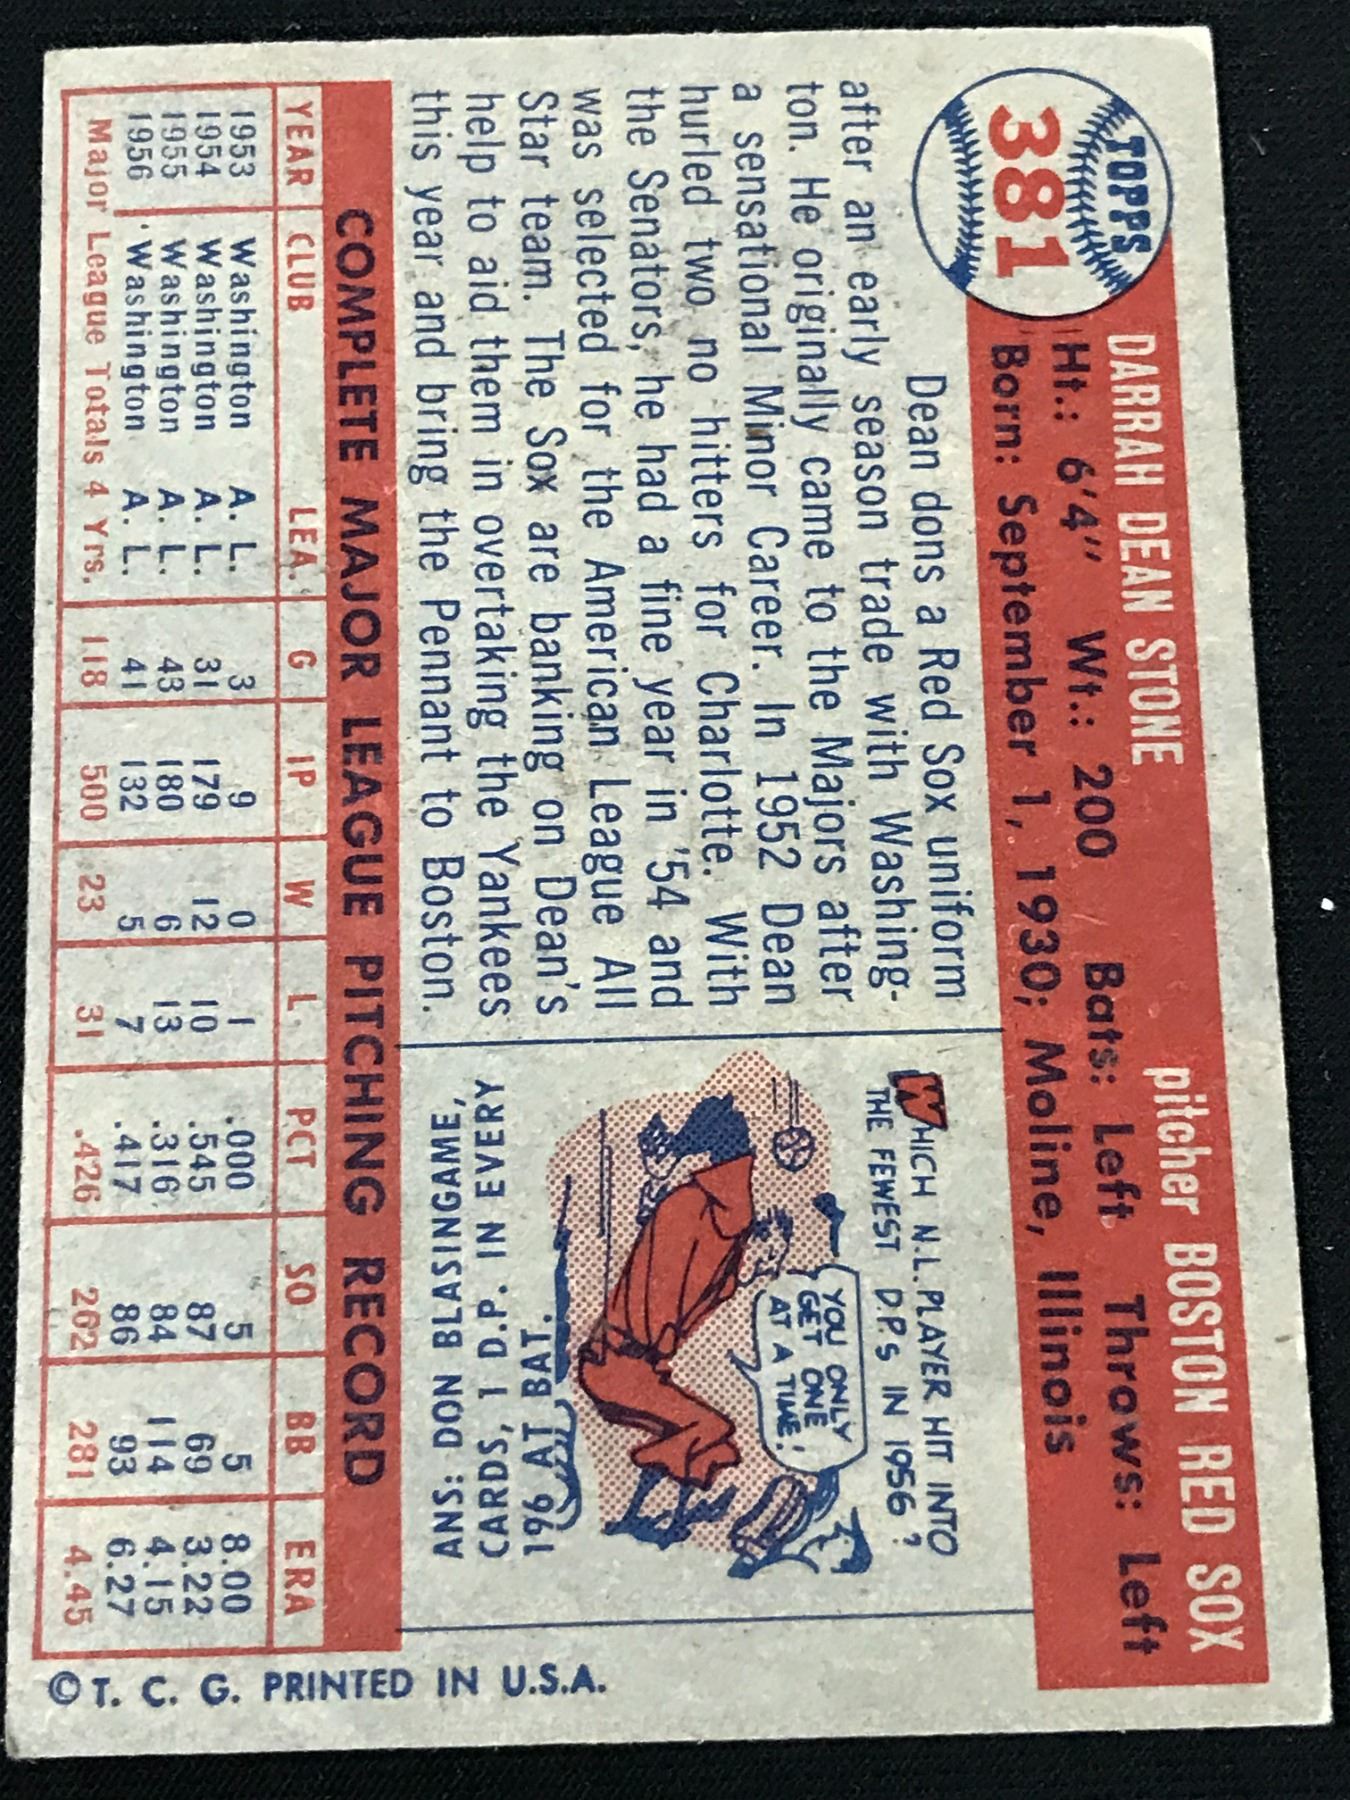 TOPPS
381
DARRAH DEAN STONE pitcher BOSTON RED SOX
Ht.: 6'4" Wt.: 200 Bats: Left Throws: Left
Born: September 1, 1930; Moline, Illinois
Dean dons a Red Sox uniform
after an early season trade with Washing-
ton. He originally came to the Majors after
a sensational Minor Career. In 1952 Dean
hurled two no hitters for Charlotte. With
the Senators, he had a fine year in '54 and
was selected for the American League All
Star team. The Sox are banking on Dean's
help to aid them in overtaking the Yankees
this year and bring the Pennant to Boston.
WHICH N.L. PLAYER HIT INTO
THE FEWEST D.P.'S IN 1956?
YOU ONLY
GET ONE
AT A TIME!
ANS: DON BLASINGAME,
CARDS, 1 D.P. IN EVERY
196 AT BAT.
COMPLETE MAJOR LEAGUE PITCHING RECORD
YEAR CLUB LEA. G IP W L PCT SO BB ERA
1953 Washington A. L. 3 9 0 1 .000 5 5 8.00
1954 Washington A. L. 31 179 12 10 .545 87 69 3.22
1955 Washington A. L. 43 180 6 13 .316 84 114 4.15
1956 Washington A. L. 41 132 5 7 .417 86 93 6.27
Major League Totals 4 Yrs. 118 500 23 31 .426 262 281 4.45
© T. C. G. PRINTED IN U.S.A.